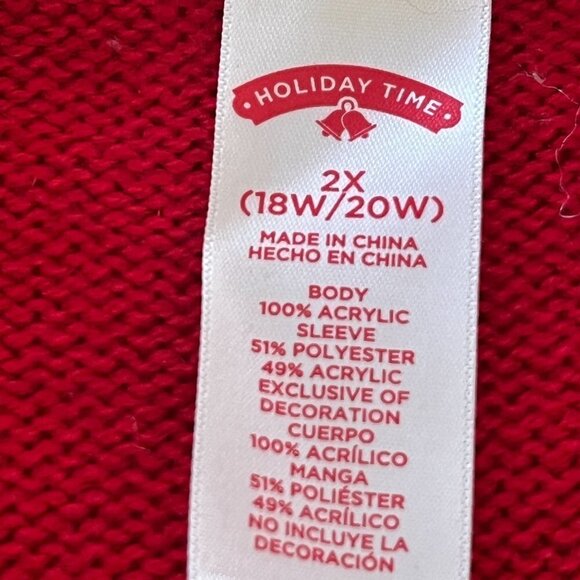 · HOLIDAY TIME ·
2X
(18W/20W)
MADE IN CHINA
HECHO EN CHINA
BODY
100% ACRYLIC
SLEEVE
51% POLYESTER
49% ACRYLIC
EXCLUSIVE OF
DECORATION
CUERPO
100% ACRÍLICO
MANGA
51% POLIÉSTER
49% ACRÍLICO
NO INCLUYE LA
DECORACIÓN